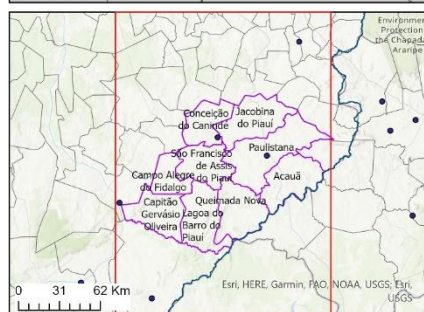 Environment
Protection
the Chapada
Araripe
Conceição
do Canindé
Jacobina
do Piauí
São Francisco
de Assis
do Piauí
Paulistana
Campo Alegre
do Fidalgo
Acauã
Capitão
Gervásio
Oliveira
Queimada Nova
Lagoa do
Barro do
Piauí
Esri, HERE, Garmin, FAO, NOAA, USGS; Esri,
USGS
0 31 62 Km